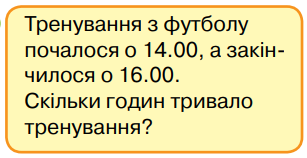 Тренування з футболу
почалося о 14.00, а закін-
чилося о 16.00.
Скільки годин тривало
тренування?